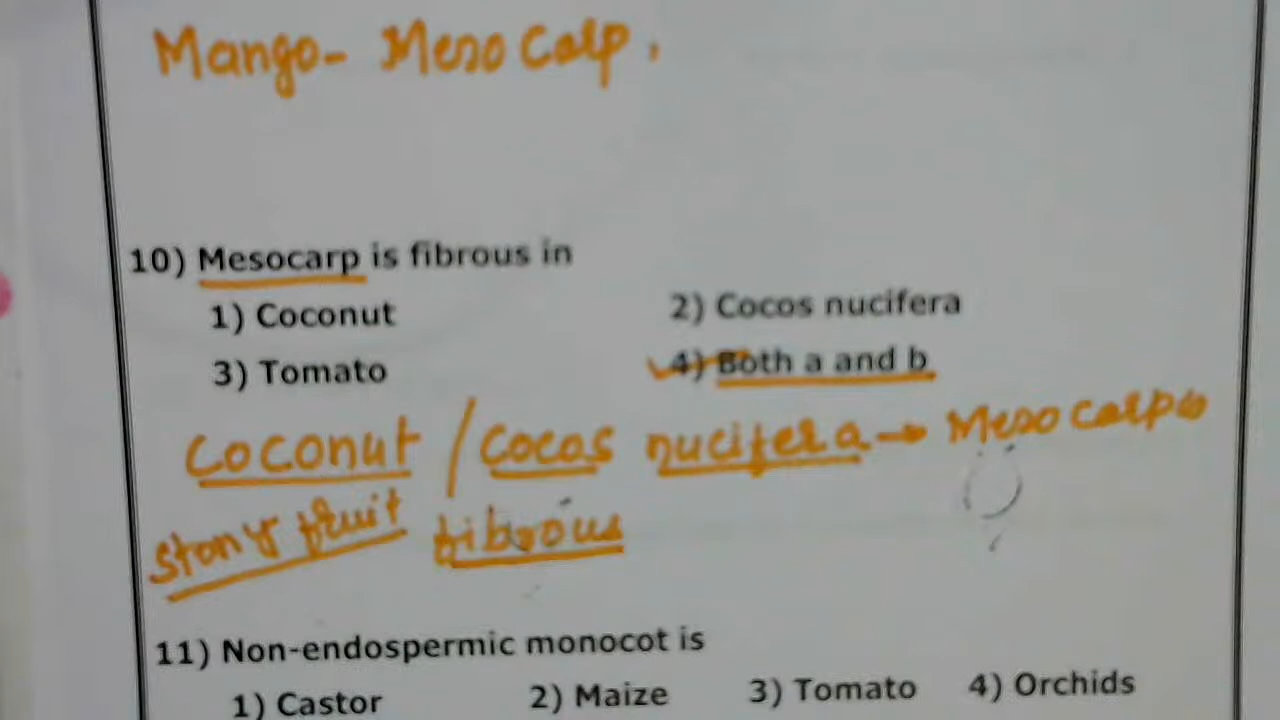 Mango- Mesocarp.
10) Mesocarp is fibrous in
1) Coconut 2) Cocos nucifera
3) Tomato 4) Both a and b
Coconut / Cocos nucifera → Mesocarp is
stony fruit fibrous
11) Non-endospermic monocot is
1) Castor 2) Maize 3) Tomato 4) Orchids